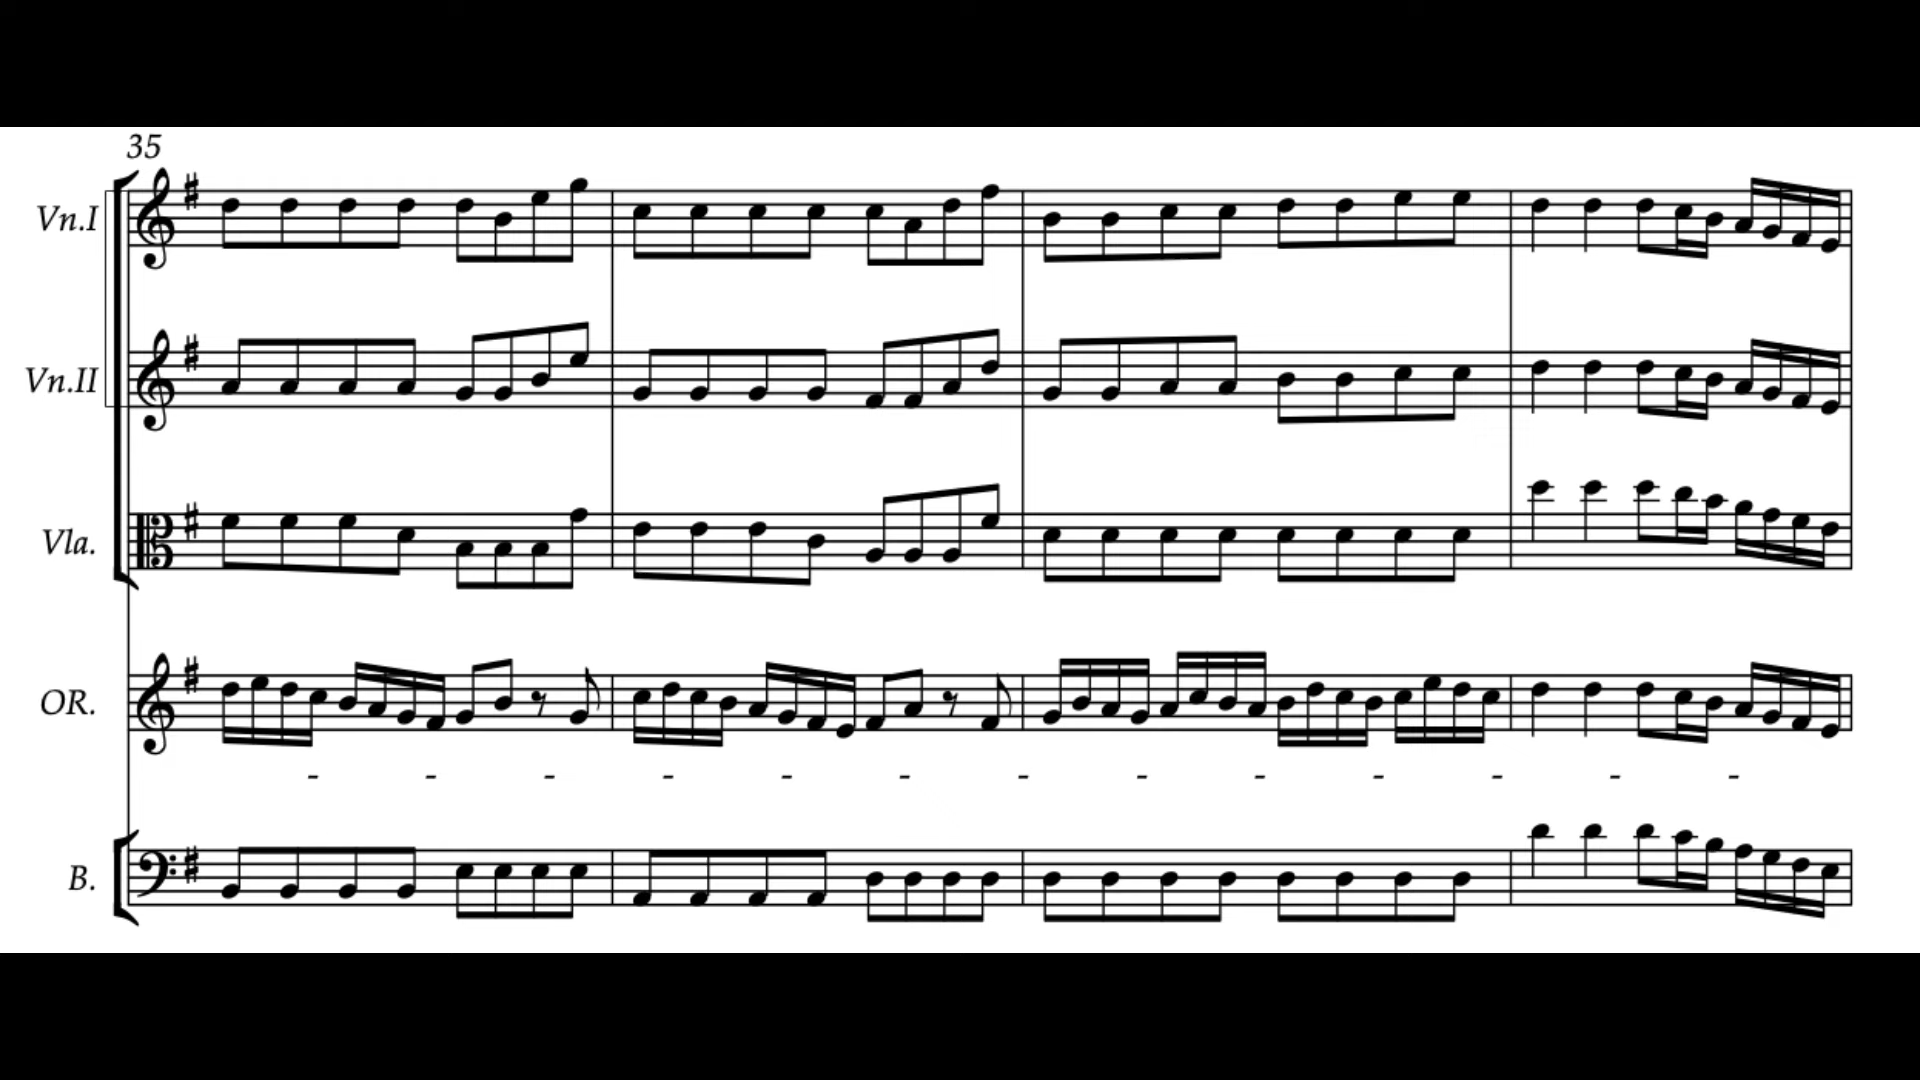 35
Vn.I
Vn.II
Vla.
OR.
- - - - - - - - - - - - -
B.